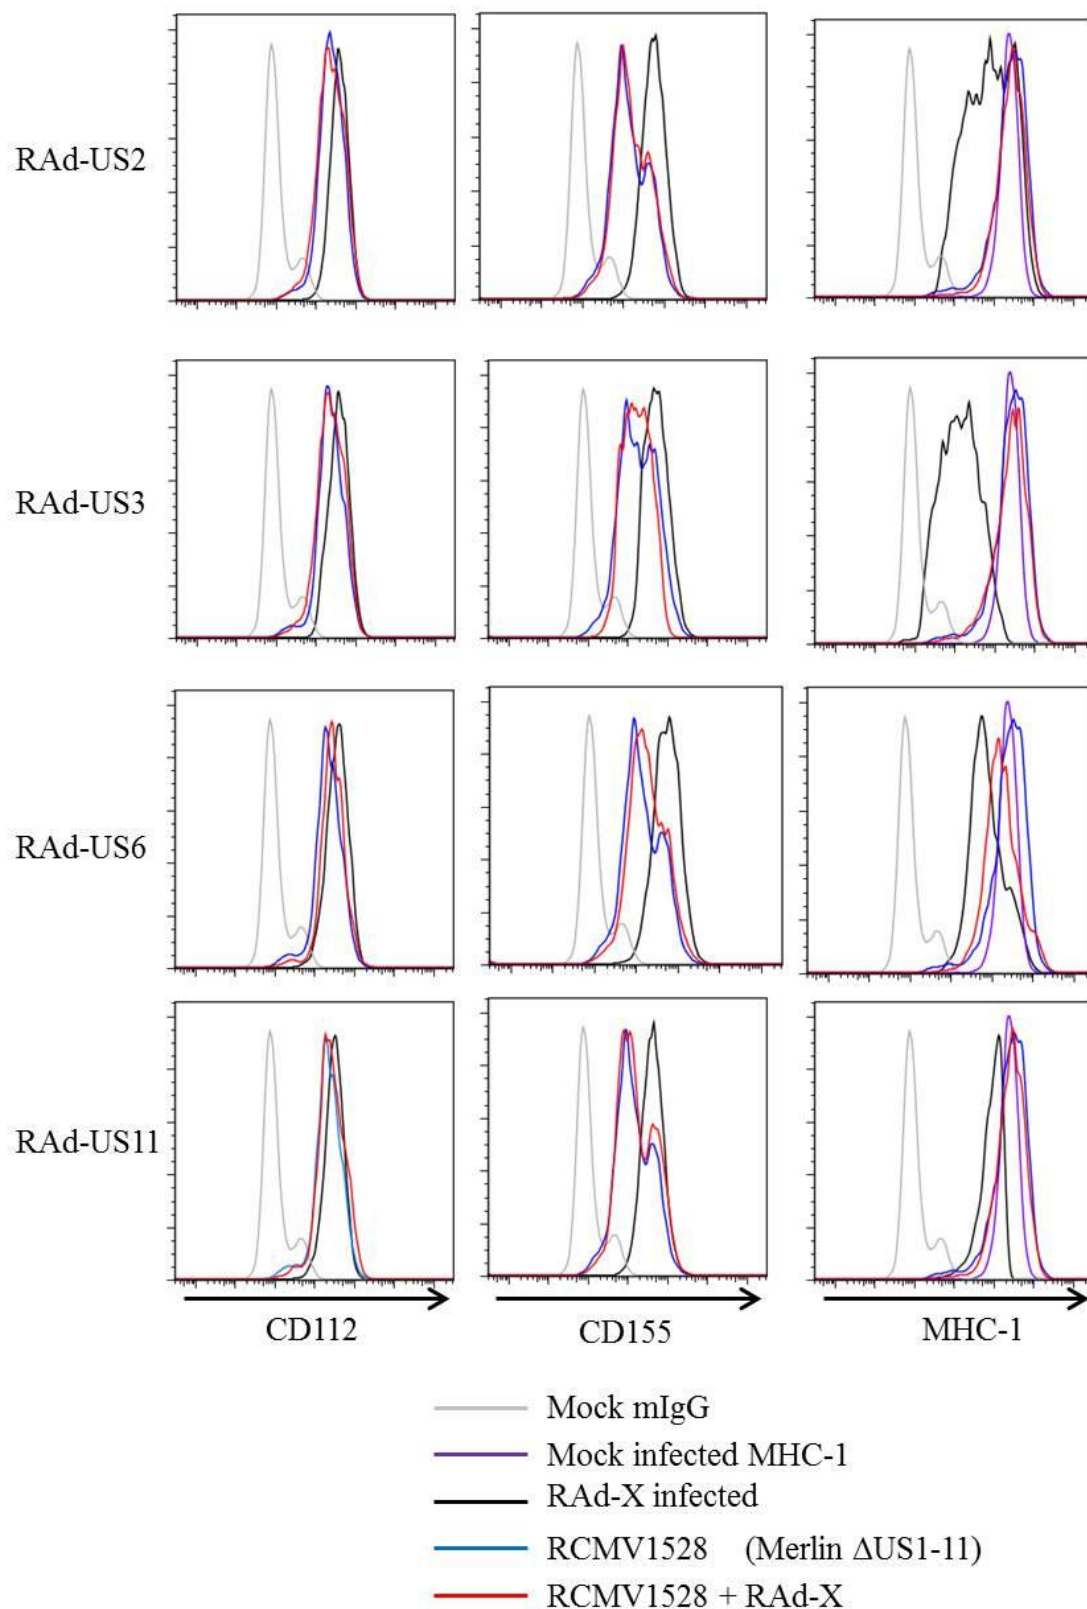 RAd-US2
RAd-US3
RAd-US6
RAd-US11
CD112
CD155
MHC-1
Mock mIgG
Mock infected MHC-1
RAd-X infected
RCMV1528 (Merlin ΔUS1-11)
RCMV1528 + RAd-X